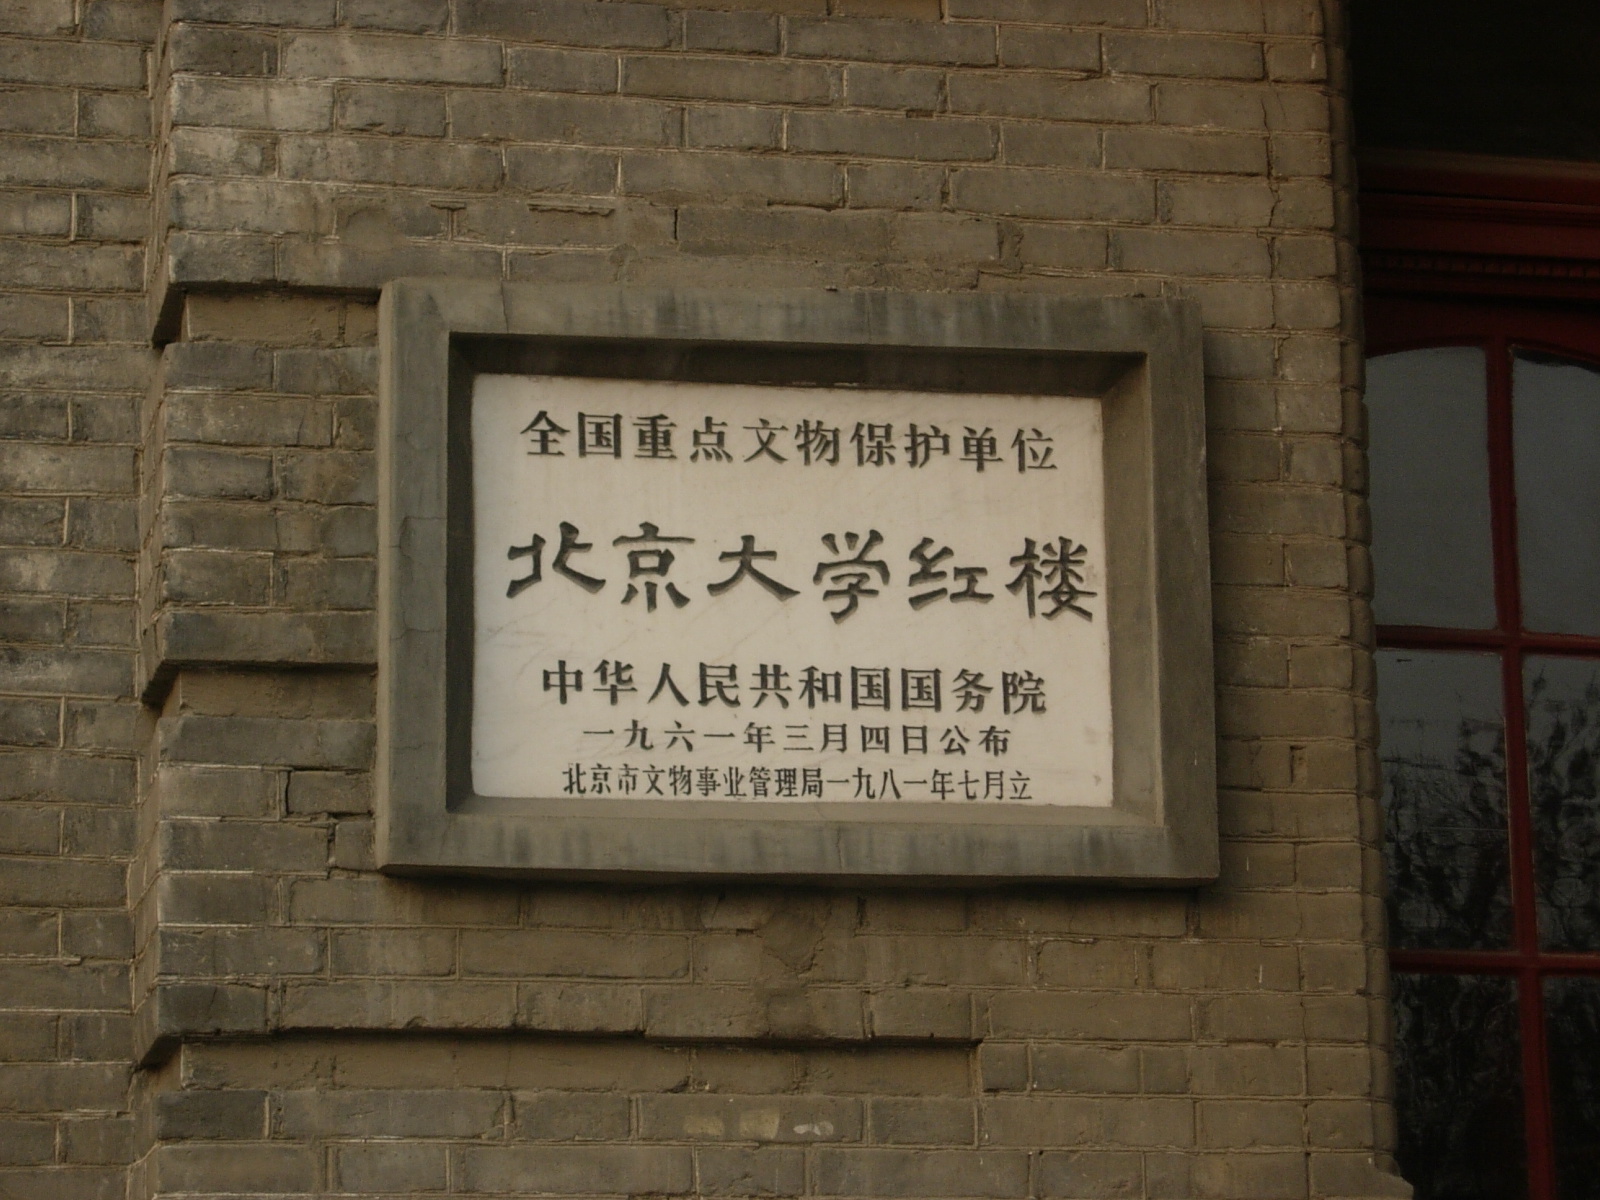 全国重点文物保护单位
北京大学红楼
中华人民共和国国务院
一九六一年三月四日公布
北京市文物事业管理局一九八一年七月立